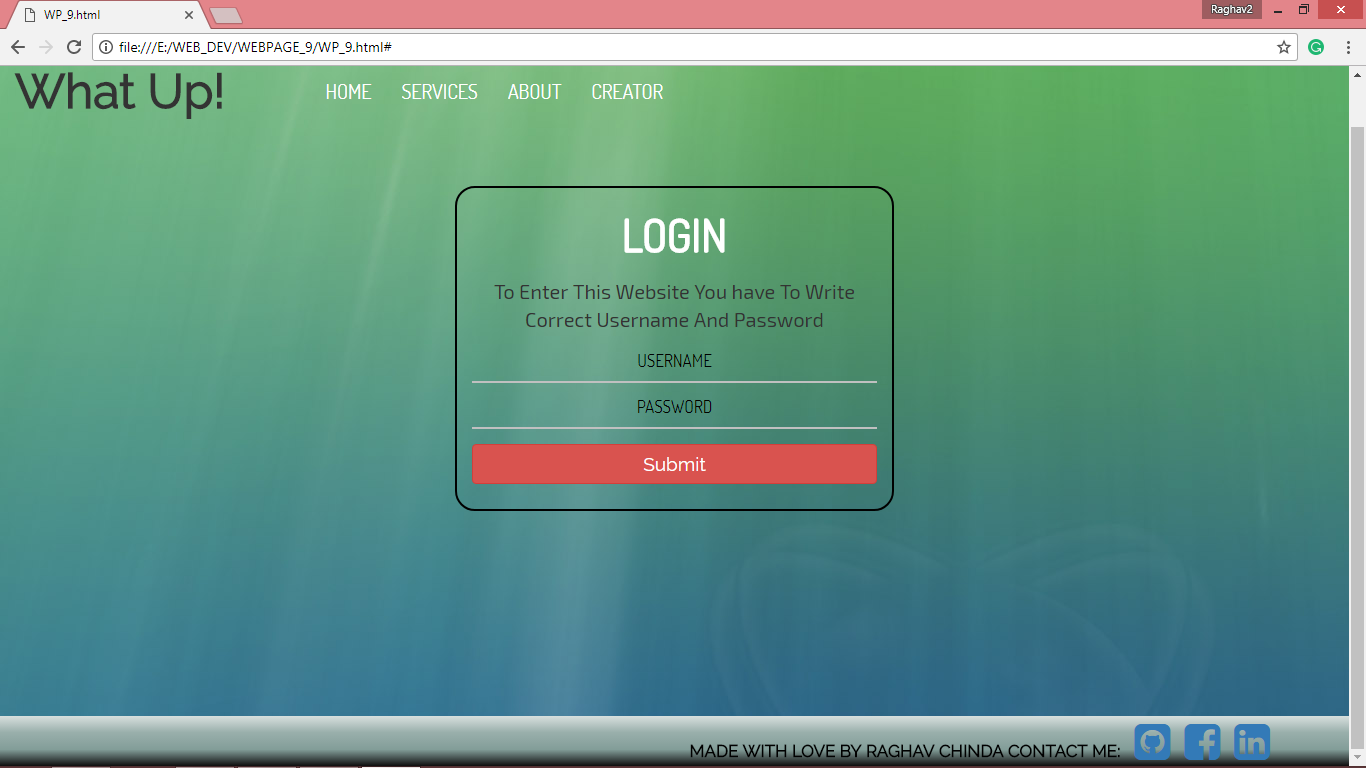 WP_9.html
Raghav2
file:///E:/WEB_DEV/WEBPAGE_9/WP_9.html#
What Up!
HOME SERVICES ABOUT CREATOR
LOGIN
To Enter This Website You have To Write
Correct Username And Password
USERNAME
PASSWORD
Submit
MADE WITH LOVE BY RAGHAV CHINDA CONTACT ME: